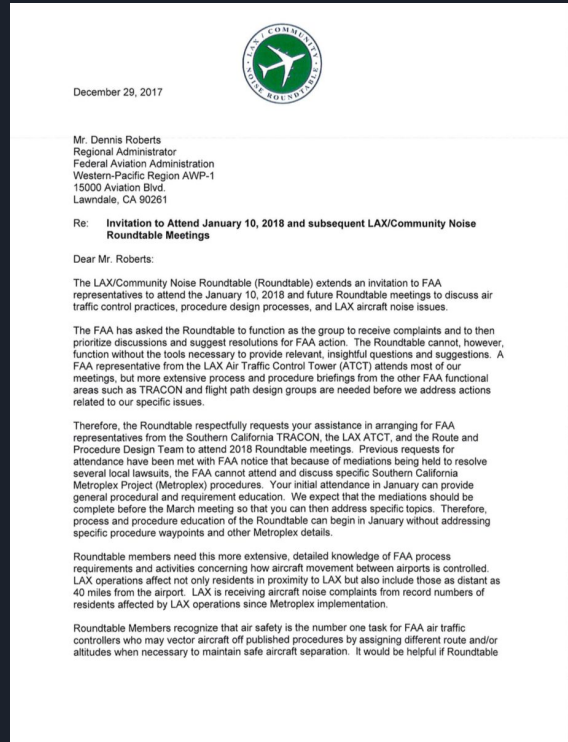 LAX / COMMUNITY NOISE ROUNDTABLE
December 29, 2017
Mr. Dennis Roberts
Regional Administrator
Federal Aviation Administration
Western-Pacific Region AWP-1
15000 Aviation Blvd.
Lawndale, CA 90261
Re: Invitation to Attend January 10, 2018 and subsequent LAX/Community Noise
Roundtable Meetings
Dear Mr. Roberts:
The LAX/Community Noise Roundtable (Roundtable) extends an invitation to FAA
representatives to attend the January 10, 2018 and future Roundtable meetings to discuss air
traffic control practices, procedure design processes, and LAX aircraft noise issues.
The FAA has asked the Roundtable to function as the group to receive complaints and to then
prioritize discussions and suggest resolutions for FAA action. The Roundtable cannot, however,
function without the tools necessary to provide relevant, insightful questions and suggestions. A
FAA representative from the LAX Air Traffic Control Tower (ATCT) attends most of our
meetings, but more extensive process and procedure briefings from the other FAA functional
areas such as TRACON and flight path design groups are needed before we address actions
related to our specific issues.
Therefore, the Roundtable respectfully requests your assistance in arranging for FAA
representatives from the Southern California TRACON, the LAX ATCT, and the Route and
Procedure Design Team to attend 2018 Roundtable meetings. Previous requests for
attendance have been met with FAA notice that because of mediations being held to resolve
several local lawsuits, the FAA cannot attend and discuss specific Southern California
Metroplex Project (Metroplex) procedures. Your initial attendance in January can provide
general procedural and requirement education. We expect that the mediations should be
complete before the March meeting so that you can then address specific topics. Therefore,
process and procedure education of the Roundtable can begin in January without addressing
specific procedure waypoints and other Metroplex details.
Roundtable members need this more extensive, detailed knowledge of FAA process
requirements and activities concerning how aircraft movement between airports is controlled.
LAX operations affect not only residents in proximity to LAX but also include those as distant as
40 miles from the airport. LAX is receiving aircraft noise complaints from record numbers of
residents affected by LAX operations since Metroplex implementation.
Roundtable Members recognize that air safety is the number one task for FAA air traffic
controllers who may vector aircraft off published procedures by assigning different route and/or
altitudes when necessary to maintain safe aircraft separation. It would be helpful if Roundtable